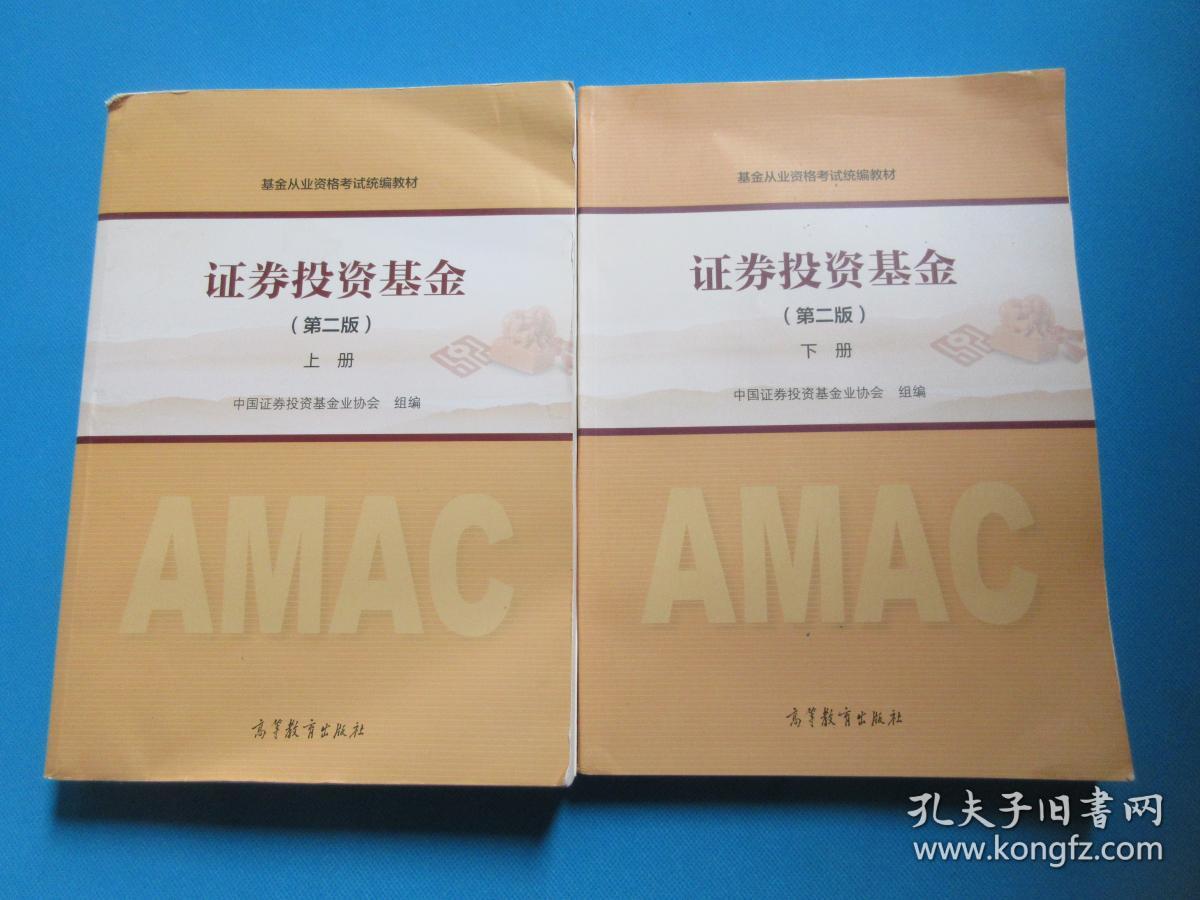 基金从业资格考试统编教材
证券投资基金
（第二版）
上 册
中国证券投资基金业协会 组编
AMAC
高等教育出版社
基金从业资格考试统编教材
证券投资基金
（第二版）
下 册
中国证券投资基金业协会 组编
AMAC
高等教育出版社
孔夫子旧书网
www.kongfz.com